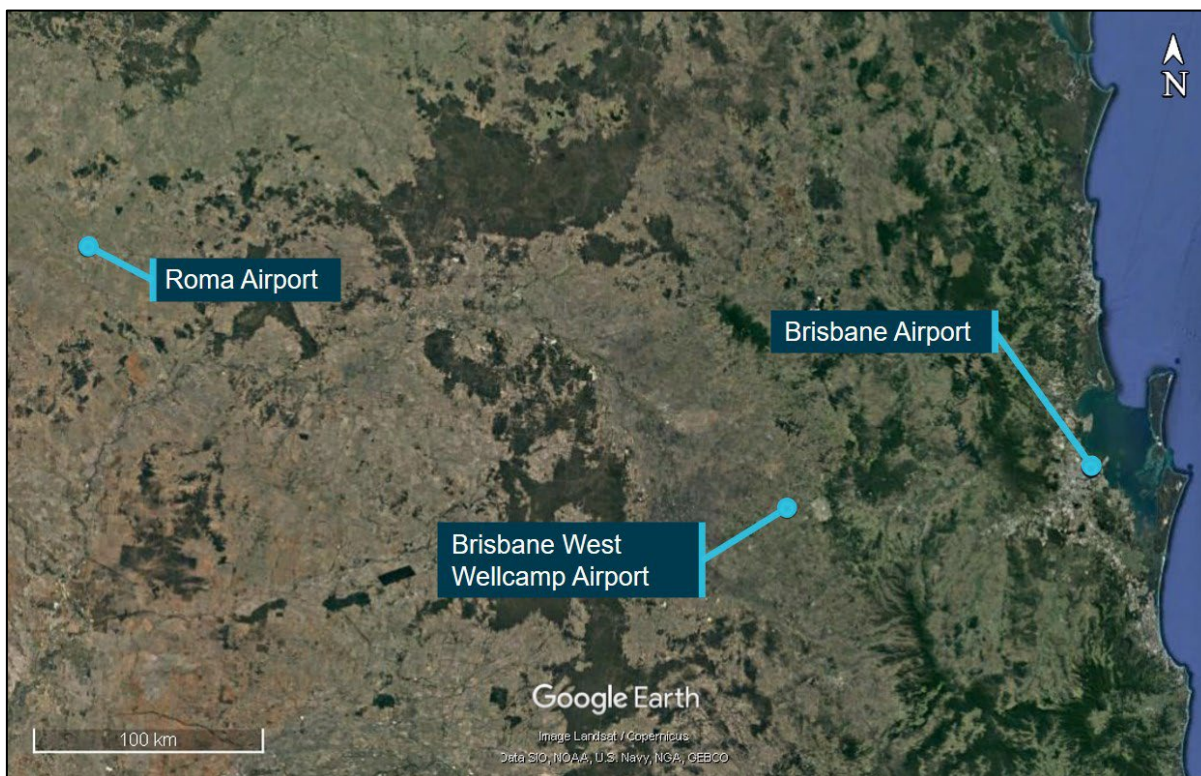 N
Roma Airport
Brisbane Airport
Brisbane West
Wellcamp Airport
Google Earth
Image Landsat / Copernicus
Data SIO, NOAA, U.S. Navy, NGA, GEBCO
100 km